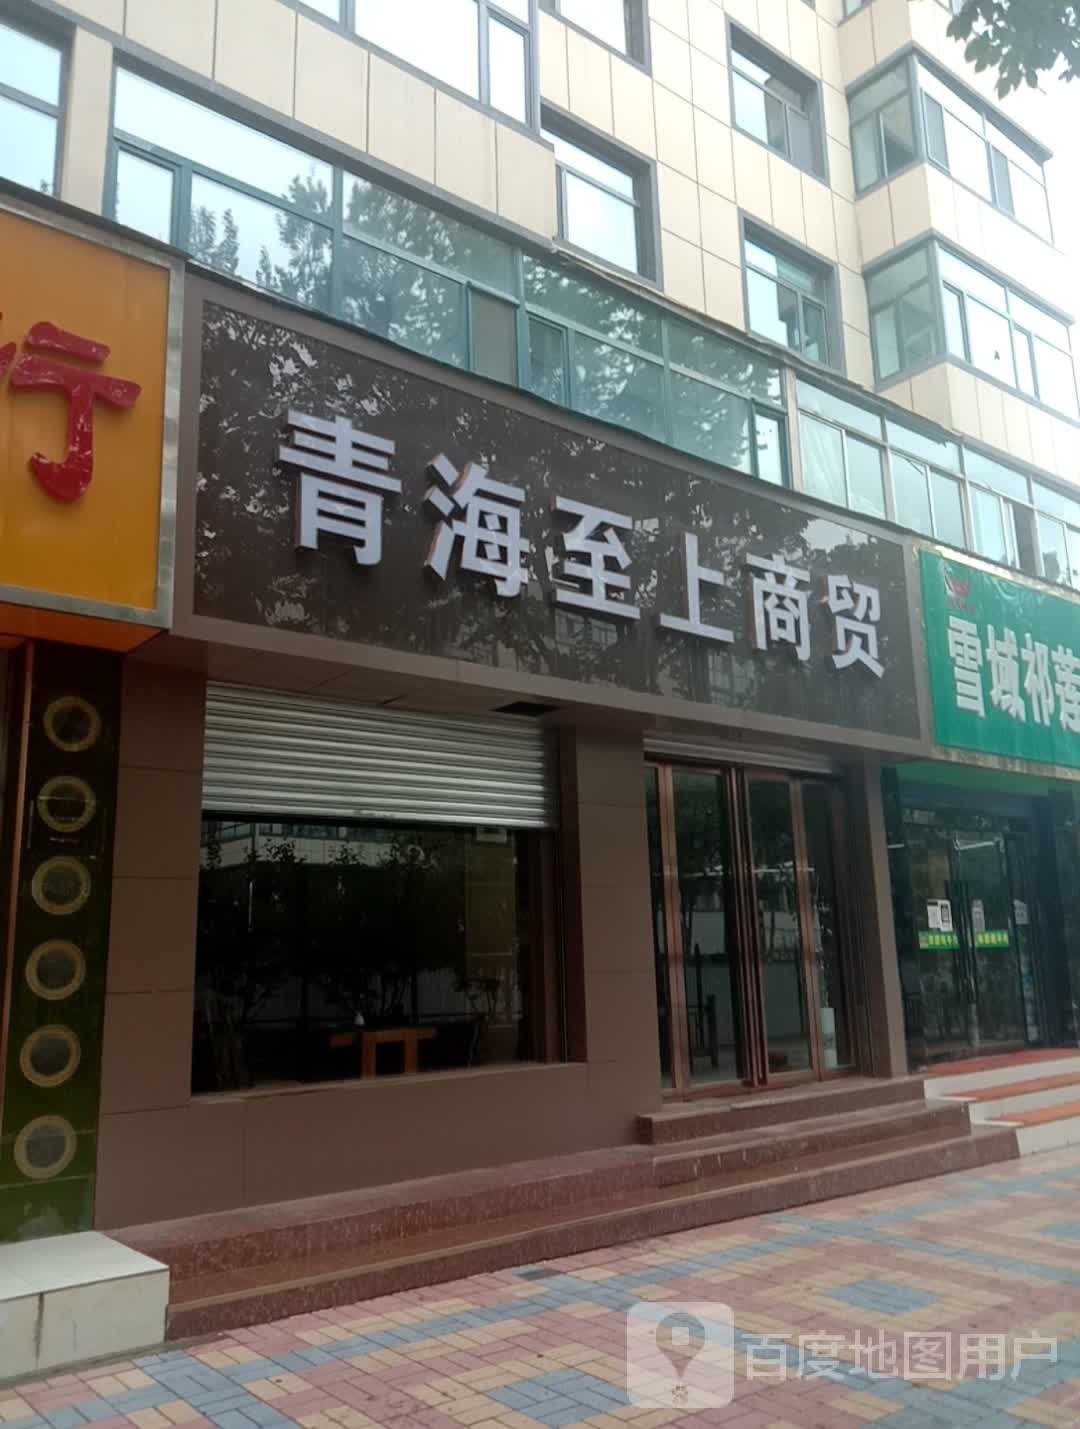 行
青海至上商贸
雪域祁莲
百度地图用户